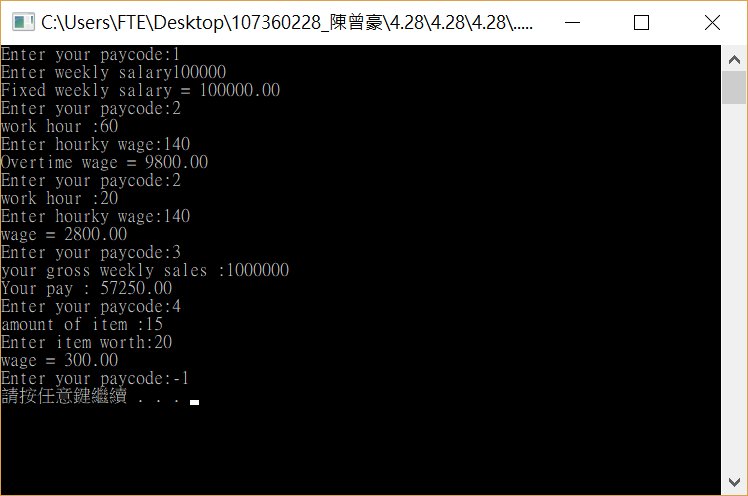 C:\Users\FTE\Desktop\107360228_陳曾豪\4.28\4.28\4.28\.....
Enter your paycode:1
Enter weekly salary100000
Fixed weekly salary = 100000.00
Enter your paycode:2
work hour :60
Enter hourky wage:140
Overtime wage = 9800.00
Enter your paycode:2
work hour :20
Enter hourky wage:140
wage = 2800.00
Enter your paycode:3
your gross weekly sales :1000000
Your pay : 57250.00
Enter your paycode:4
amount of item :15
Enter item worth:20
wage = 300.00
Enter your paycode:-1
請按任意鍵繼續 . . .